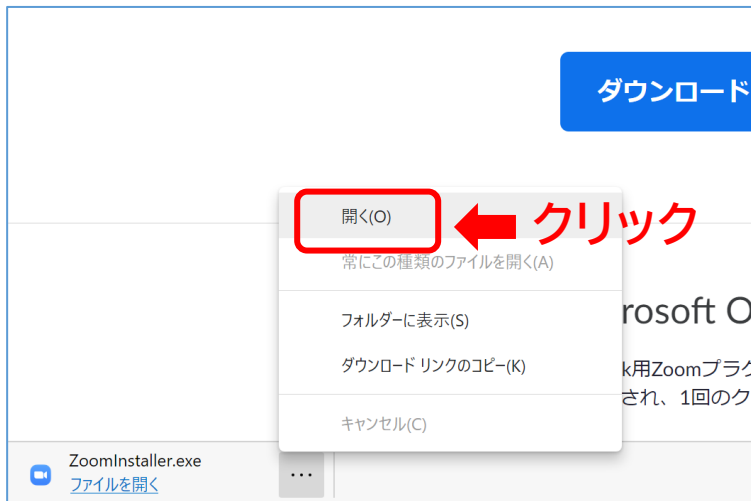 ダウンロード
開く(O)
クリック
常にこの種類のファイルを開く(A)
フォルダーに表示(S)
rosoft O
ダウンロード リンクのコピー(K)
k用Zoomプラグ
され、1回のク
キャンセル(C)
ZoomInstaller.exe
ファイルを開く